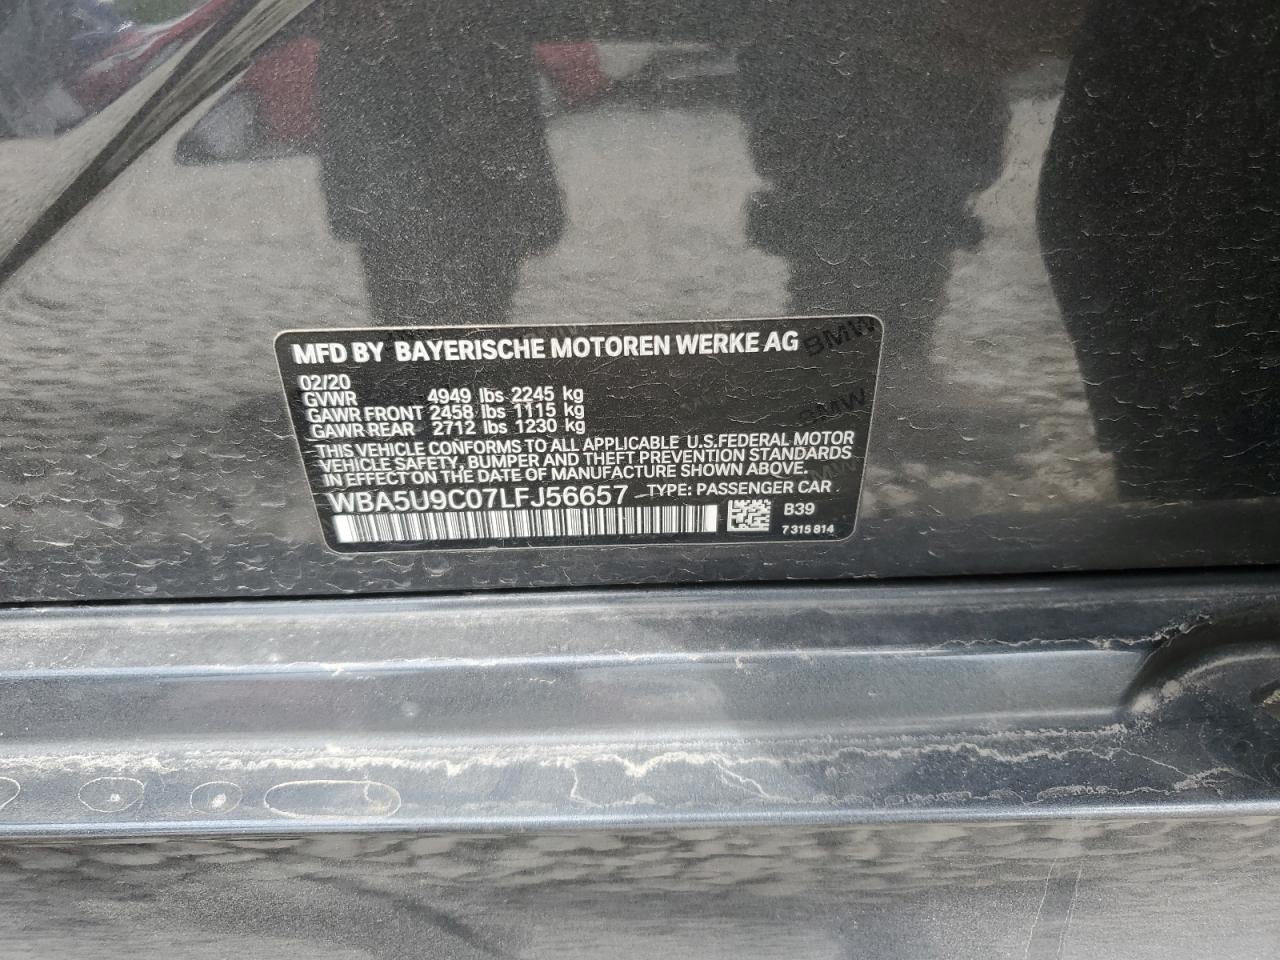 MFD BY BAYERISCHE MOTOREN WERKE AG
02/20
GVWR 4949 lbs 2245 kg
GAWR FRONT 2458 lbs 1115 kg
GAWR REAR 2712 lbs 1230 kg
THIS VEHICLE CONFORMS TO ALL APPLICABLE U.S.FEDERAL MOTOR
VEHICLE SAFETY, BUMPER AND THEFT PREVENTION STANDARDS
IN EFFECT ON THE DATE OF MANUFACTURE SHOWN ABOVE.
WBA5U9C07LFJ56657 TYPE: PASSENGER CAR
B39
7 315 814
BMW
BMW
BMW